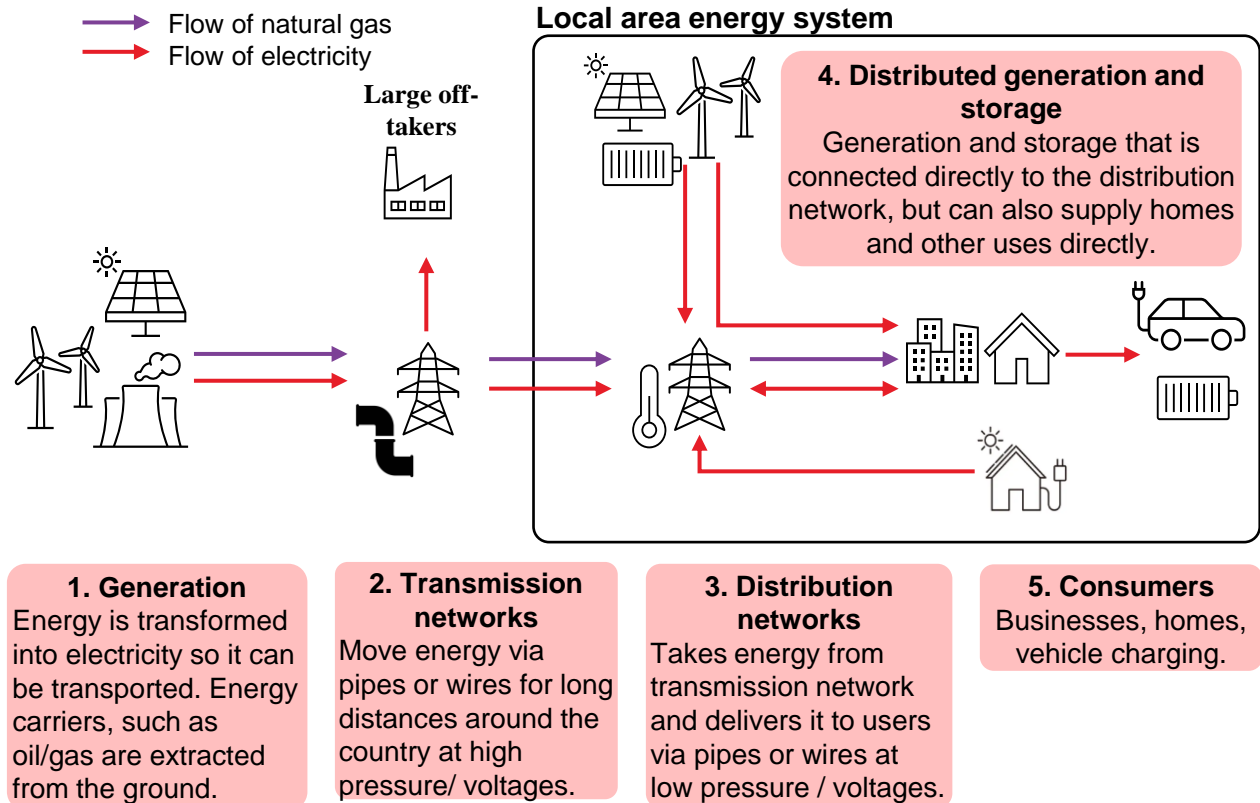 Flow of natural gas
Flow of electricity
Local area energy system
Large off-
takers
4. Distributed generation and
storage
Generation and storage that is
connected directly to the distribution
network, but can also supply homes
and other uses directly.
1. Generation
Energy is transformed
into electricity so it can
be transported. Energy
carriers, such as
oil/gas are extracted
from the ground.
2. Transmission
networks
Move energy via
pipes or wires for long
distances around the
country at high
pressure/ voltages.
3. Distribution
networks
Takes energy from
transmission network
and delivers it to users
via pipes or wires at
low pressure / voltages.
5. Consumers
Businesses, homes,
vehicle charging.